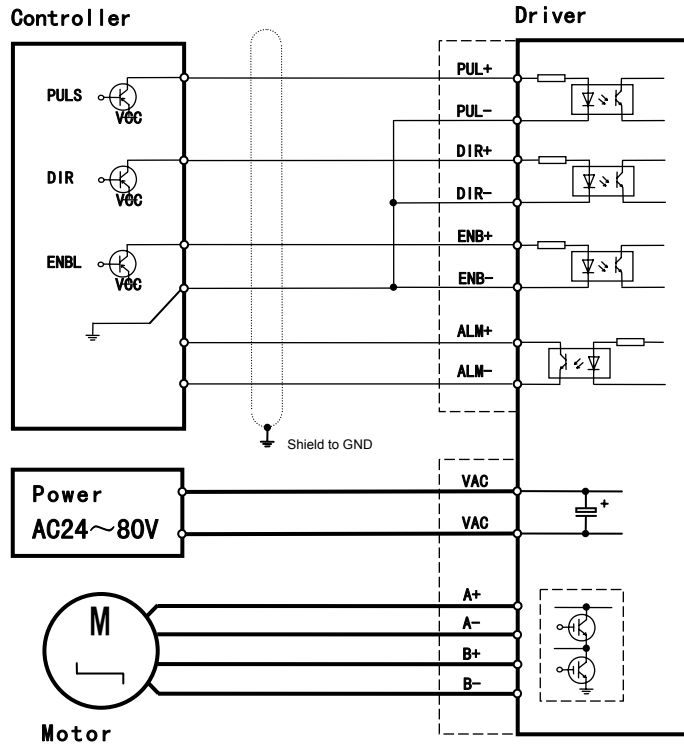 Controller
Driver
PULS
VCC
DIR
VCC
ENBL
VCC
PUL+
PUL-
DIR+
DIR-
ENB+
ENB-
ALM+
ALM-
Shield to GND
Power
AC24～80V
VAC
VAC
+
A+
A-
B+
B-
M
Motor